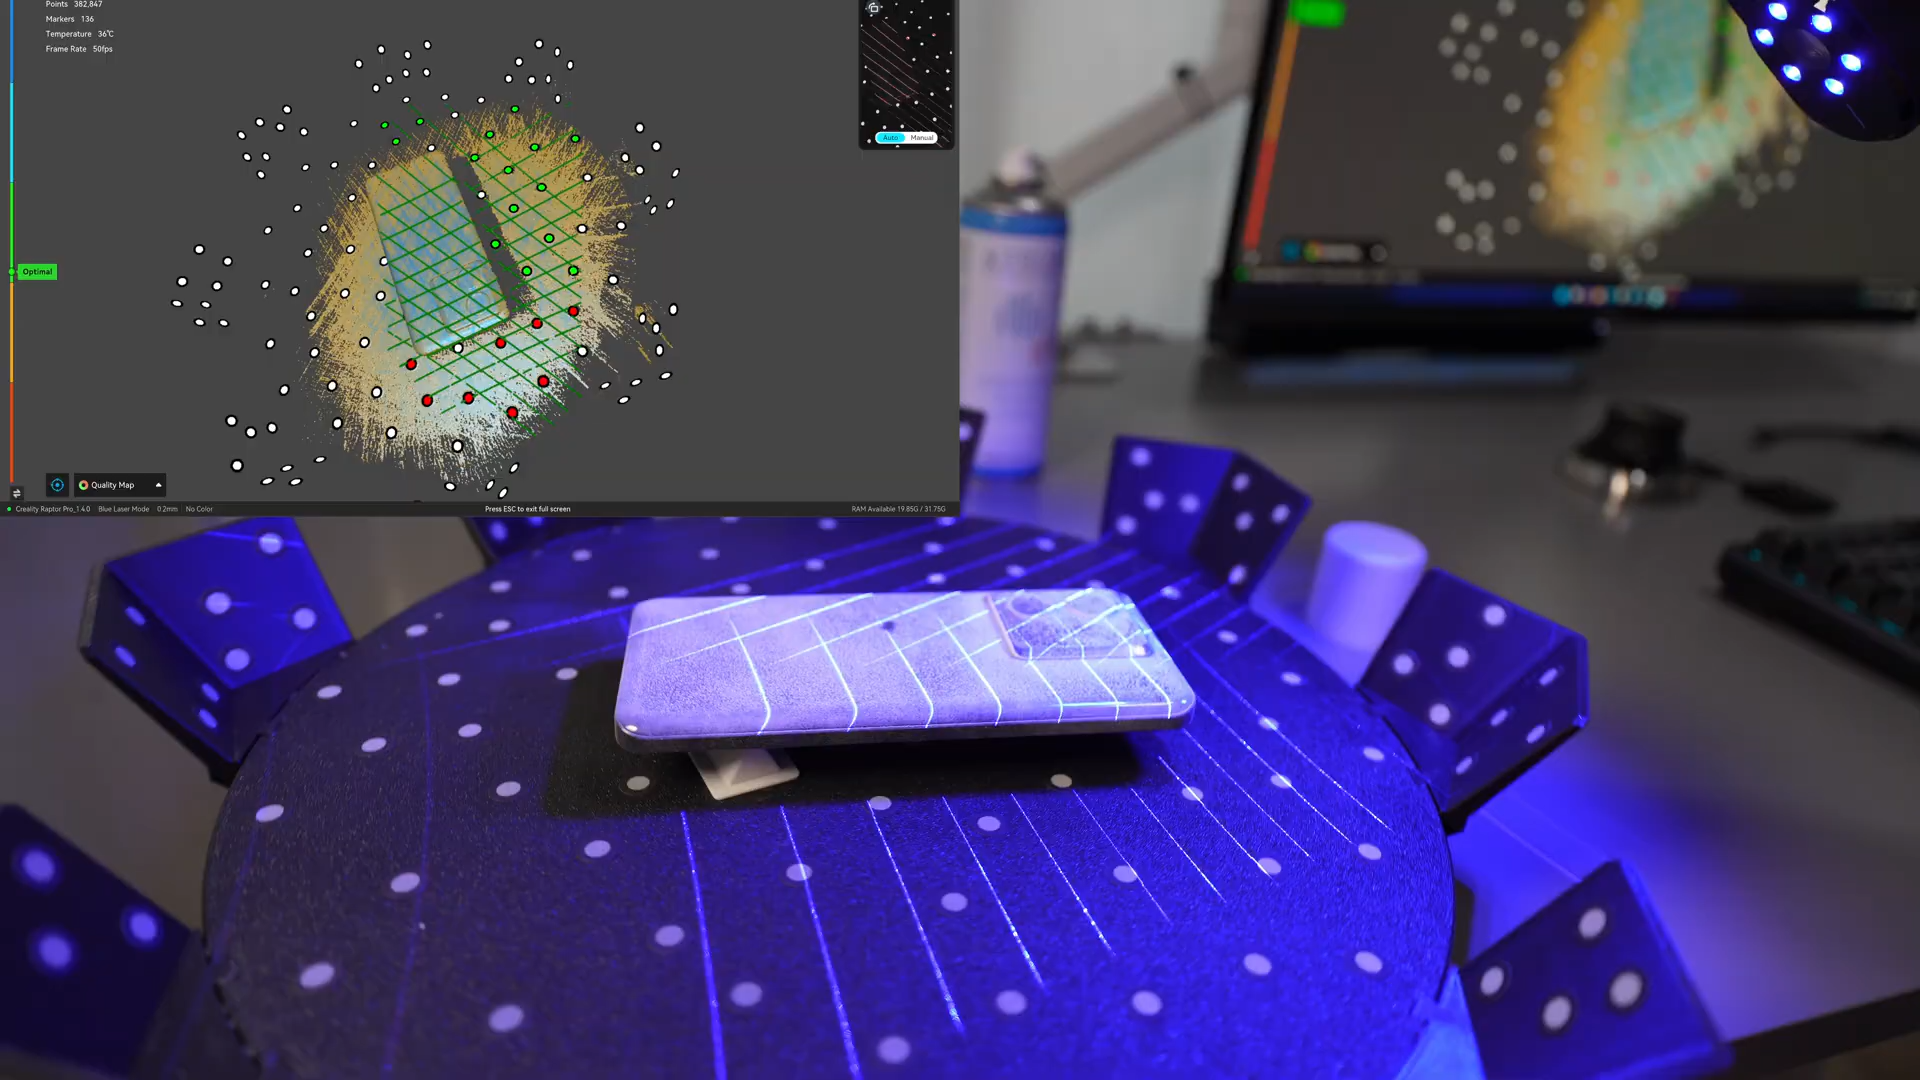 Points 382,847
Markers 136
Temperature 36℃
Frame Rate 50fps
Auto Manual
Optimal
Quality Map
Creality Raptor Pro_1.4.0 Blue Laser Mode 0.2mm No Color
Press ESC to exit full screen
RAM Available 19.85G / 31.75G